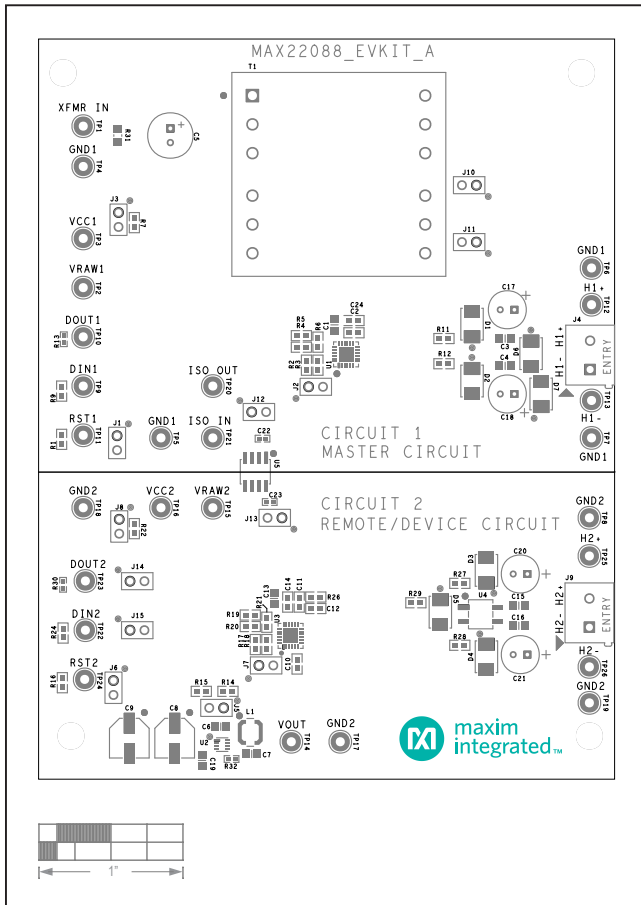 MAX22088_EVKIT_A
T1
XFMR IN
TP1
R31
C5
+
GND1
TP4
J10
J3
R7
VCC1
TP3
J11
GND1
TP6
VRAW1
TP2
H1+
TP12
C17
+
DOUT1
TP10
R13
C24
C2
C1
R5
R4
R6
U1
R2
R3
J2
D1
R11
C3
D6
R12
C4
D2
D7
C18
+
J4
H1+
H1-
ENTRY
DIN1
TP9
R9
ISO_OUT
TP20
TP13
H1-
J12
RST1
TP11
R1
J1
GND1
TP5
ISO IN
TP21
C22
TP7
GND1
CIRCUIT 1
MASTER CIRCUIT
U5
GND2
TP18
VCC2
TP16
VRAW2
TP15
C23
J13
J8
R22
CIRCUIT 2
REMOTE/DEVICE CIRCUIT
GND2
TP8
H2+
TP25
DOUT2
TP23
R30
J14
C13
C14
C11
R26
C12
R21
R19
R20
U3
R17
R18
C10
J7
D3
C20
+
R27
R29
D5
U4
C15
C16
R28
D4
C21
+
J9
H2+
H2-
ENTRY
DIN2
TP22
R24
J15
H2-
TP26
RST2
TP24
R16
J6
R15
R14
J5
GND2
TP19
C9
C8
C6
U2
L1
C19
R32
C7
VOUT
TP14
GND2
TP17
maxim
integrated™
1"